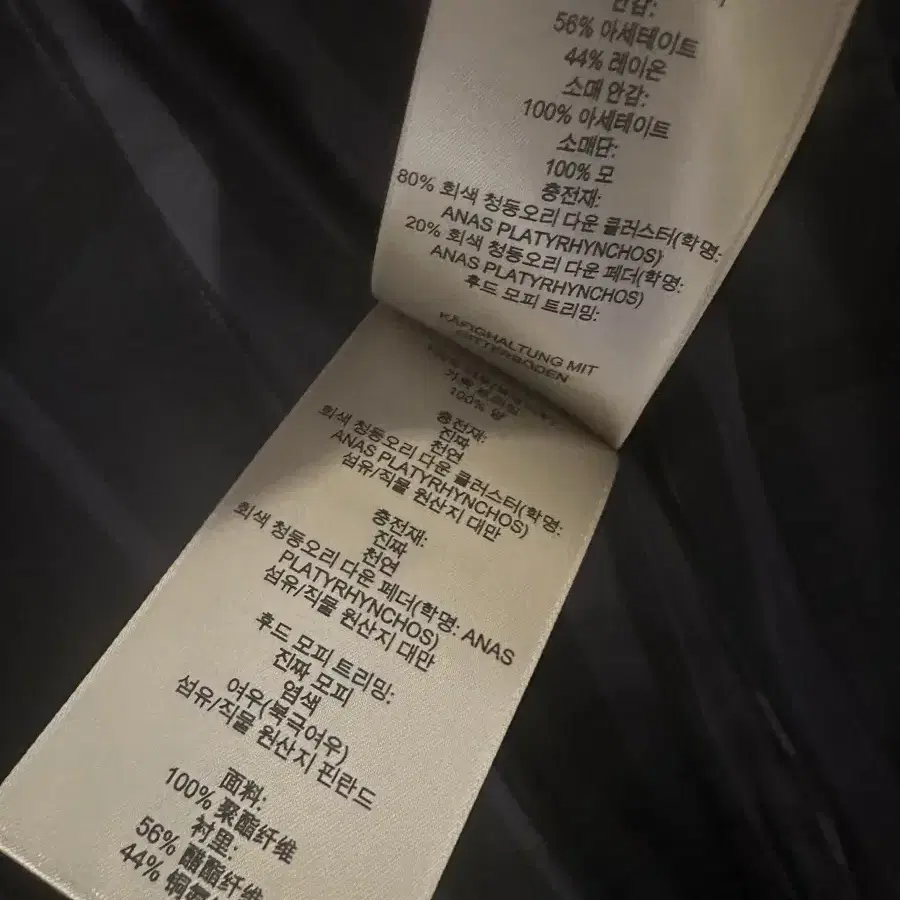 안감:
56% 아세테이트
44% 레이온
소매 안감:
100% 아세테이트
소매단:
100% 모
충전재:
80% 회색 청동오리 다운 클러스터(학명:
ANAS PLATYRHYNCHOS)
20% 회색 청동오리 다운 페더(학명:
ANAS PLATYRHYNCHOS)
후드 모피 트리밍:
KÄFIGHALTUNG MIT
GITTERBÖDEN
100% 양
충전재:
진짜
천연
회색 청동오리 다운 클러스터(학명:
ANAS PLATYRHYNCHOS)
섬유/직물 원산지 대만
충전재:
진짜
천연
회색 청동오리 다운 페더(학명: ANAS
PLATYRHYNCHOS)
섬유/직물 원산지 대만
후드 모피 트리밍:
진짜 모피
염색
여우(북극여우)
섬유/직물 원산지 핀란드
面料:
100% 聚酯纤维
衬里:
56% 醋酯纤维
44% 铜氨